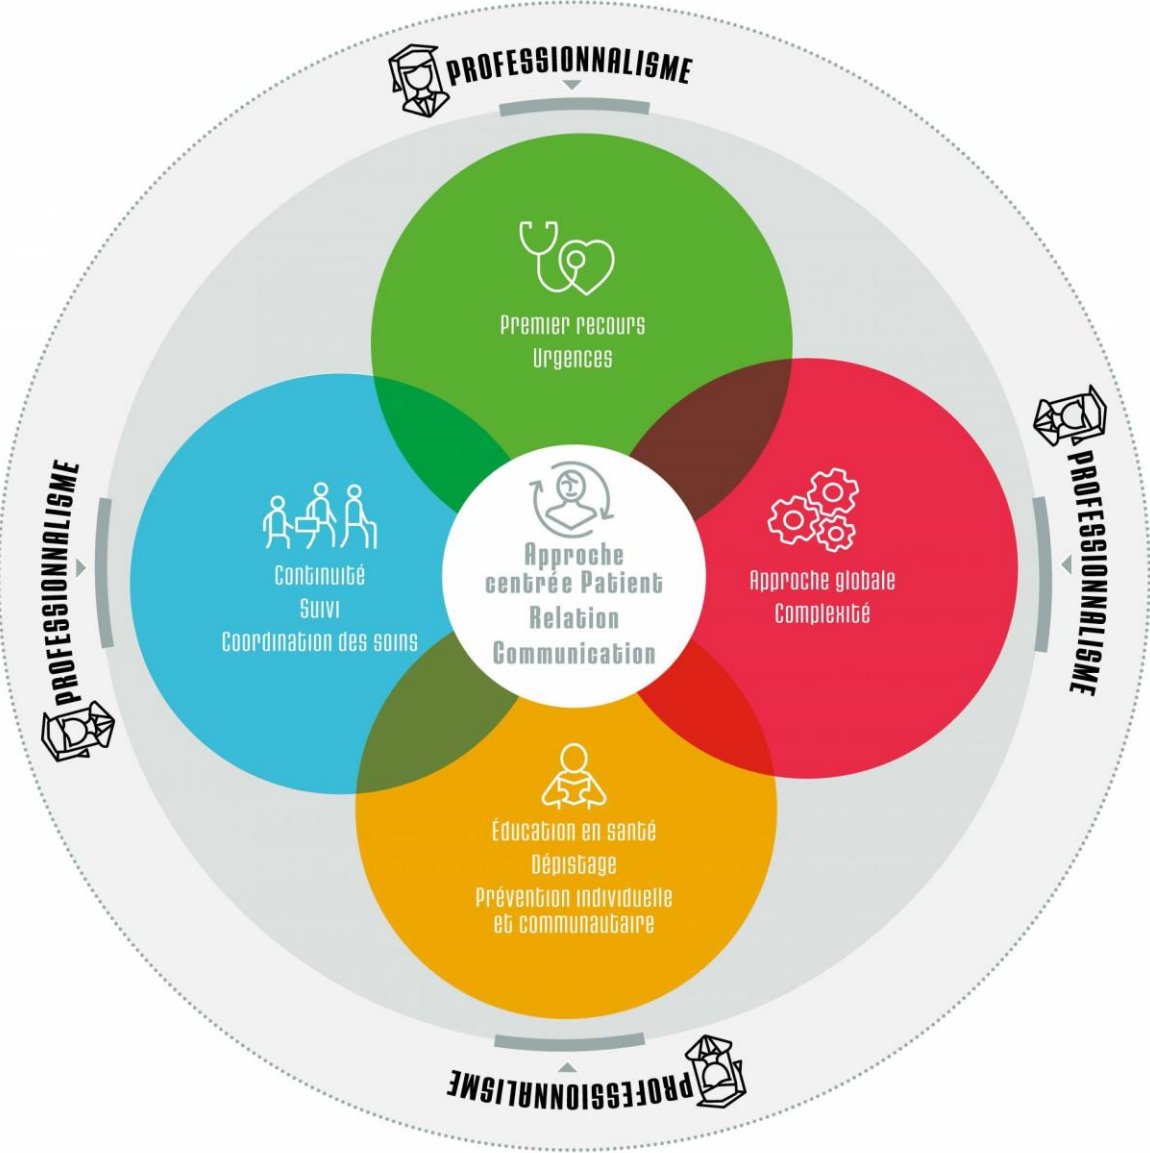 PROFESSIONNALISME
Premier recours
Urgences
PROFESSIONNALISME
PROFESSIONNALISME
Continuité
Suivi
Coordination des soins
Approche
centrée Patient
Relation
Communication
Approche globale
Complexité
Éducation en santé
Dépistage
Prévention individuelle
et communautaire
PROFESSIONNALISME